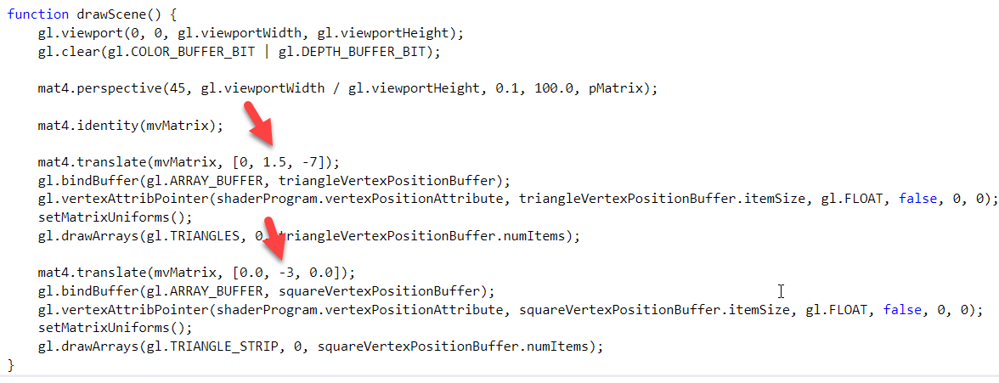 function drawScene() {
gl.viewport(0, 0, gl.viewportWidth, gl.viewportHeight);
gl.clear(gl.COLOR_BUFFER_BIT | gl.DEPTH_BUFFER_BIT);
mat4.perspective(45, gl.viewportWidth / gl.viewportHeight, 0.1, 100.0, pMatrix);
mat4.identity(mvMatrix);
mat4.translate(mvMatrix, [0, 1.5, -7]);
gl.bindBuffer(gl.ARRAY_BUFFER, triangleVertexPositionBuffer);
gl.vertexAttribPointer(shaderProgram.vertexPositionAttribute, triangleVertexPositionBuffer.itemSize, gl.FLOAT, false, 0, 0);
setMatrixUniforms();
gl.drawArrays(gl.TRIANGLES, 0, triangleVertexPositionBuffer.numItems);
mat4.translate(mvMatrix, [0.0, -3, 0.0]);
gl.bindBuffer(gl.ARRAY_BUFFER, squareVertexPositionBuffer);
gl.vertexAttribPointer(shaderProgram.vertexPositionAttribute, squareVertexPositionBuffer.itemSize, gl.FLOAT, false, 0, 0);
setMatrixUniforms();
gl.drawArrays(gl.TRIANGLE_STRIP, 0, squareVertexPositionBuffer.numItems);
}